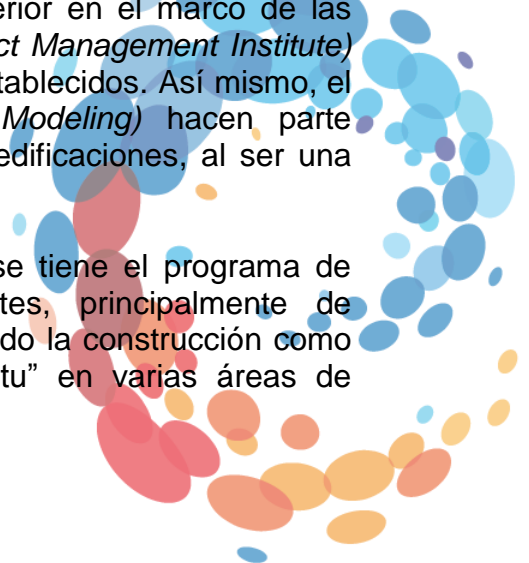 erior en el marco de las
ct Management Institute)
tablecidos. Así mismo, el
Modeling) hacen parte
edificaciones, al ser una
se tiene el programa de
tes, principalmente de
do la construcción como
tu” en varias áreas de